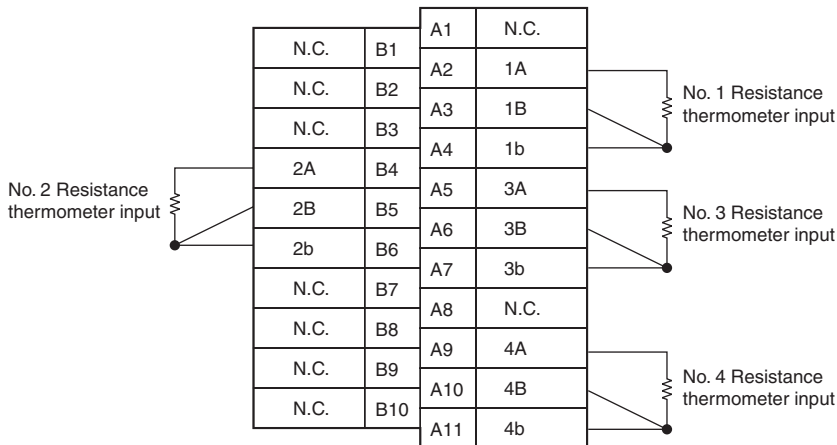 A1 N.C.
N.C. B1
A2 1A
N.C. B2
A3 1B
N.C. B3
A4 1b
2A B4
A5 3A
2B B5
A6 3B
2b B6
A7 3b
N.C. B7
A8 N.C.
N.C. B8
A9 4A
N.C. B9
A10 4B
N.C. B10
A11 4b
No. 1 Resistance
thermometer input
No. 2 Resistance
thermometer input
No. 3 Resistance
thermometer input
No. 4 Resistance
thermometer input